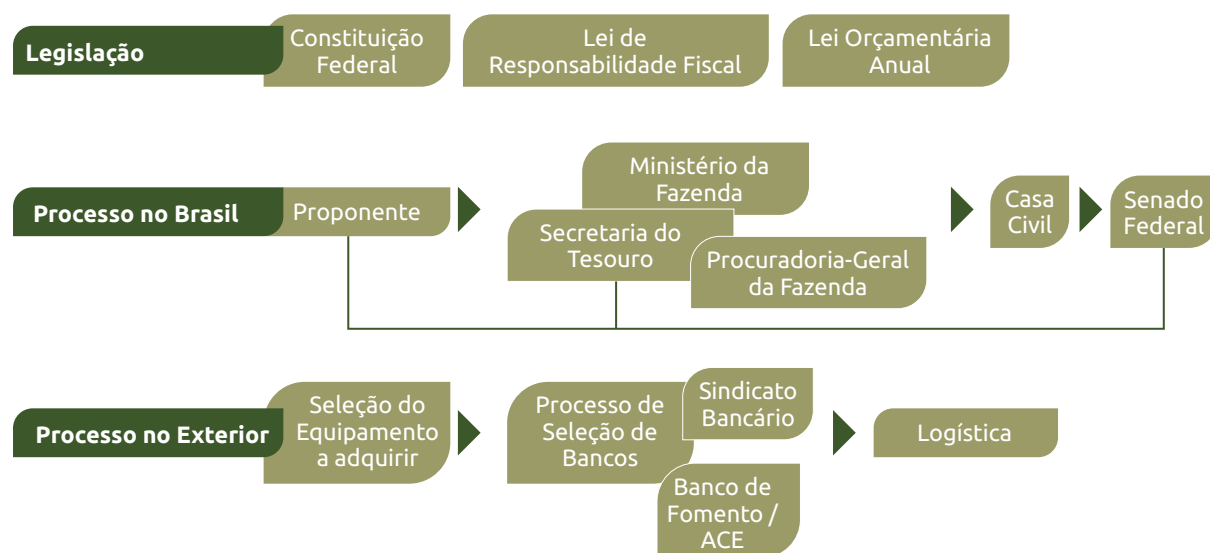 Legislação
Constituição
Federal
Lei de
Responsabilidade Fiscal
Lei Orçamentária
Anual
Processo no Brasil
Proponente
Ministério da
Fazenda
Secretaria do
Tesouro
Procuradoria-Geral
da Fazenda
Casa
Civil
Senado
Federal
Processo no Exterior
Seleção do
Equipamento
a adquirir
Processo de
Seleção de
Bancos
Sindicato
Bancário
Banco de
Fomento /
ACE
Logística